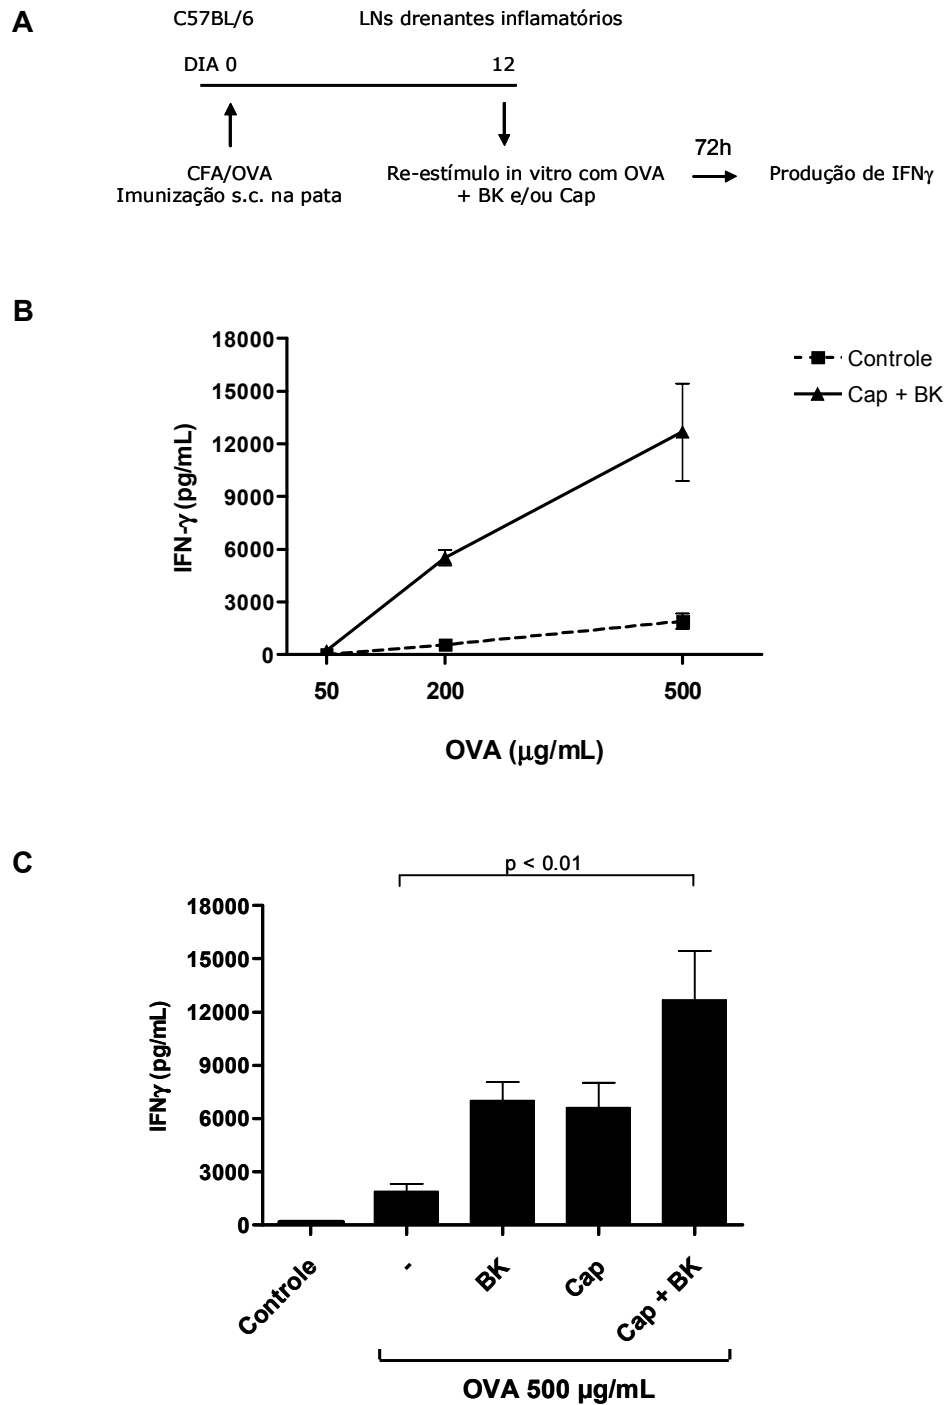 A
C57BL/6
LNs drenantes inflamatórios
DIA 0
12
72h
CFA/OVA
Imunização s.c. na pata
Re-estímulo in vitro com OVA
+ BK e/ou Cap
Produção de IFNγ
B
18000
15000
12000
9000
6000
3000
0
IFN-γ (pg/mL)
50
200
500
OVA (μg/mL)
Controle
Cap + BK
C
p < 0.01
18000
15000
12000
9000
6000
3000
0
IFNγ (pg/mL)
Controle
-
BK
Cap
Cap + BK
OVA 500 μg/mL